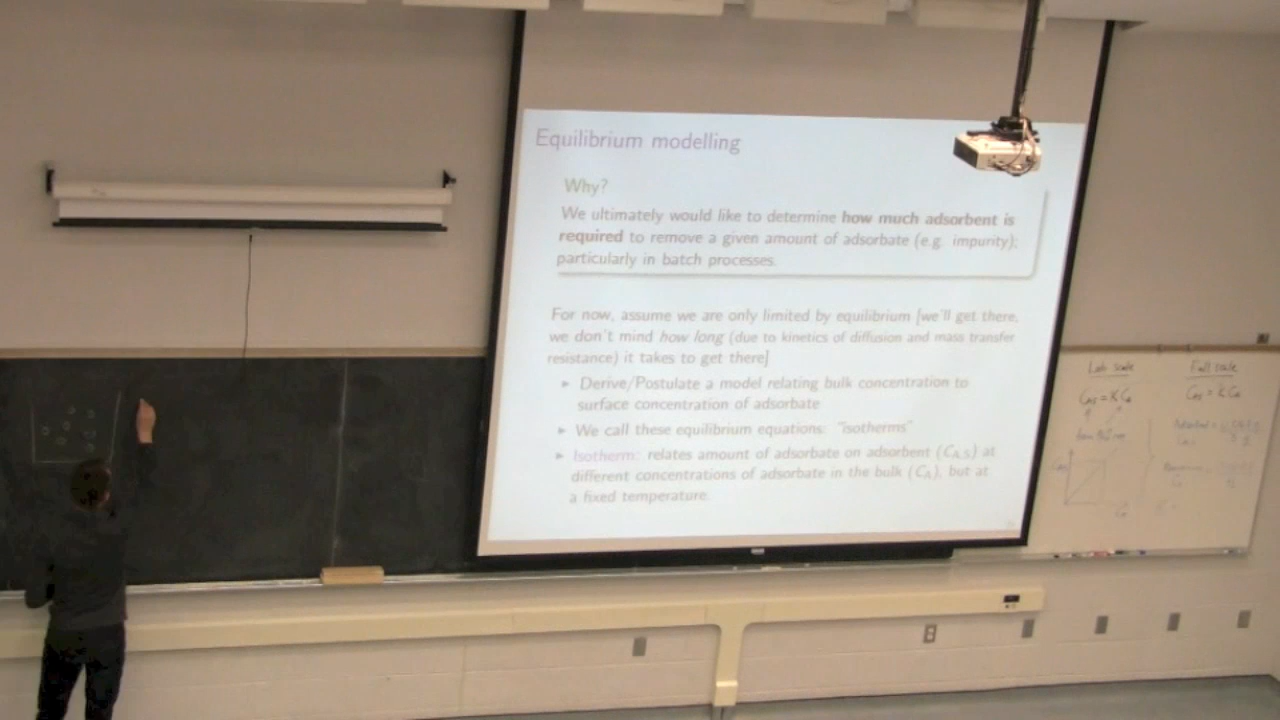 Equilibrium modelling
Why?
We ultimately would like to determine how much adsorbent is
required to remove a given amount of adsorbate (e.g. impurity);
particularly in batch processes.
For now, assume we are only limited by equilibrium [we'll get there,
we don't mind how long (due to kinetics of diffusion and mass transfer
resistance) it takes to get there]
▸ Derive/Postulate a model relating bulk concentration to
surface concentration of adsorbate
▸ We call these equilibrium equations: "isotherms"
▸ Isotherm: relates amount of adsorbate on adsorbent (C_{A,S}) at
different concentrations of adsorbate in the bulk (C_A), but at
a fixed temperature.
Lab scale
Full scale